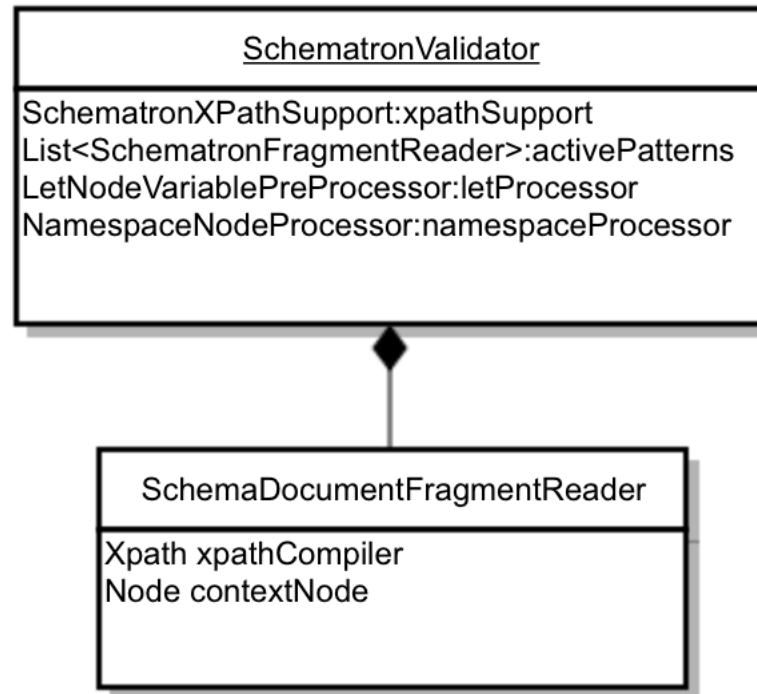 SchematronValidator
SchematronXPathSupport:xpathSupport
List<SchematronFragmentReader>:activePatterns
LetNodeVariablePreProcessor:letProcessor
NamespaceNodeProcessor:namespaceProcessor
SchemaDocumentFragmentReader
Xpath xpathCompiler
Node contextNode